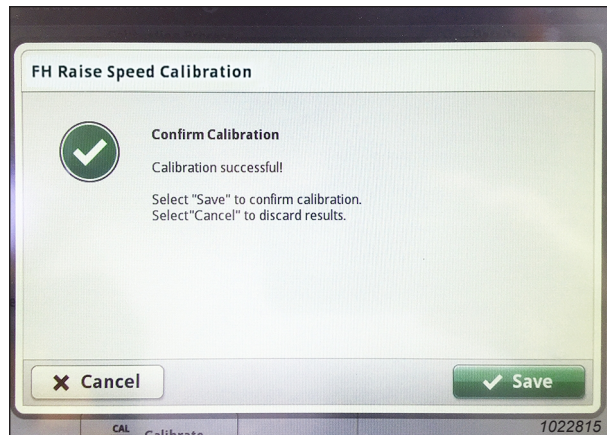 FH Raise Speed Calibration
Confirm Calibration
Calibration successful!
Select "Save" to confirm calibration.
Select"Cancel" to discard results.
Cancel
Save
CAL
Calibrate
1022815